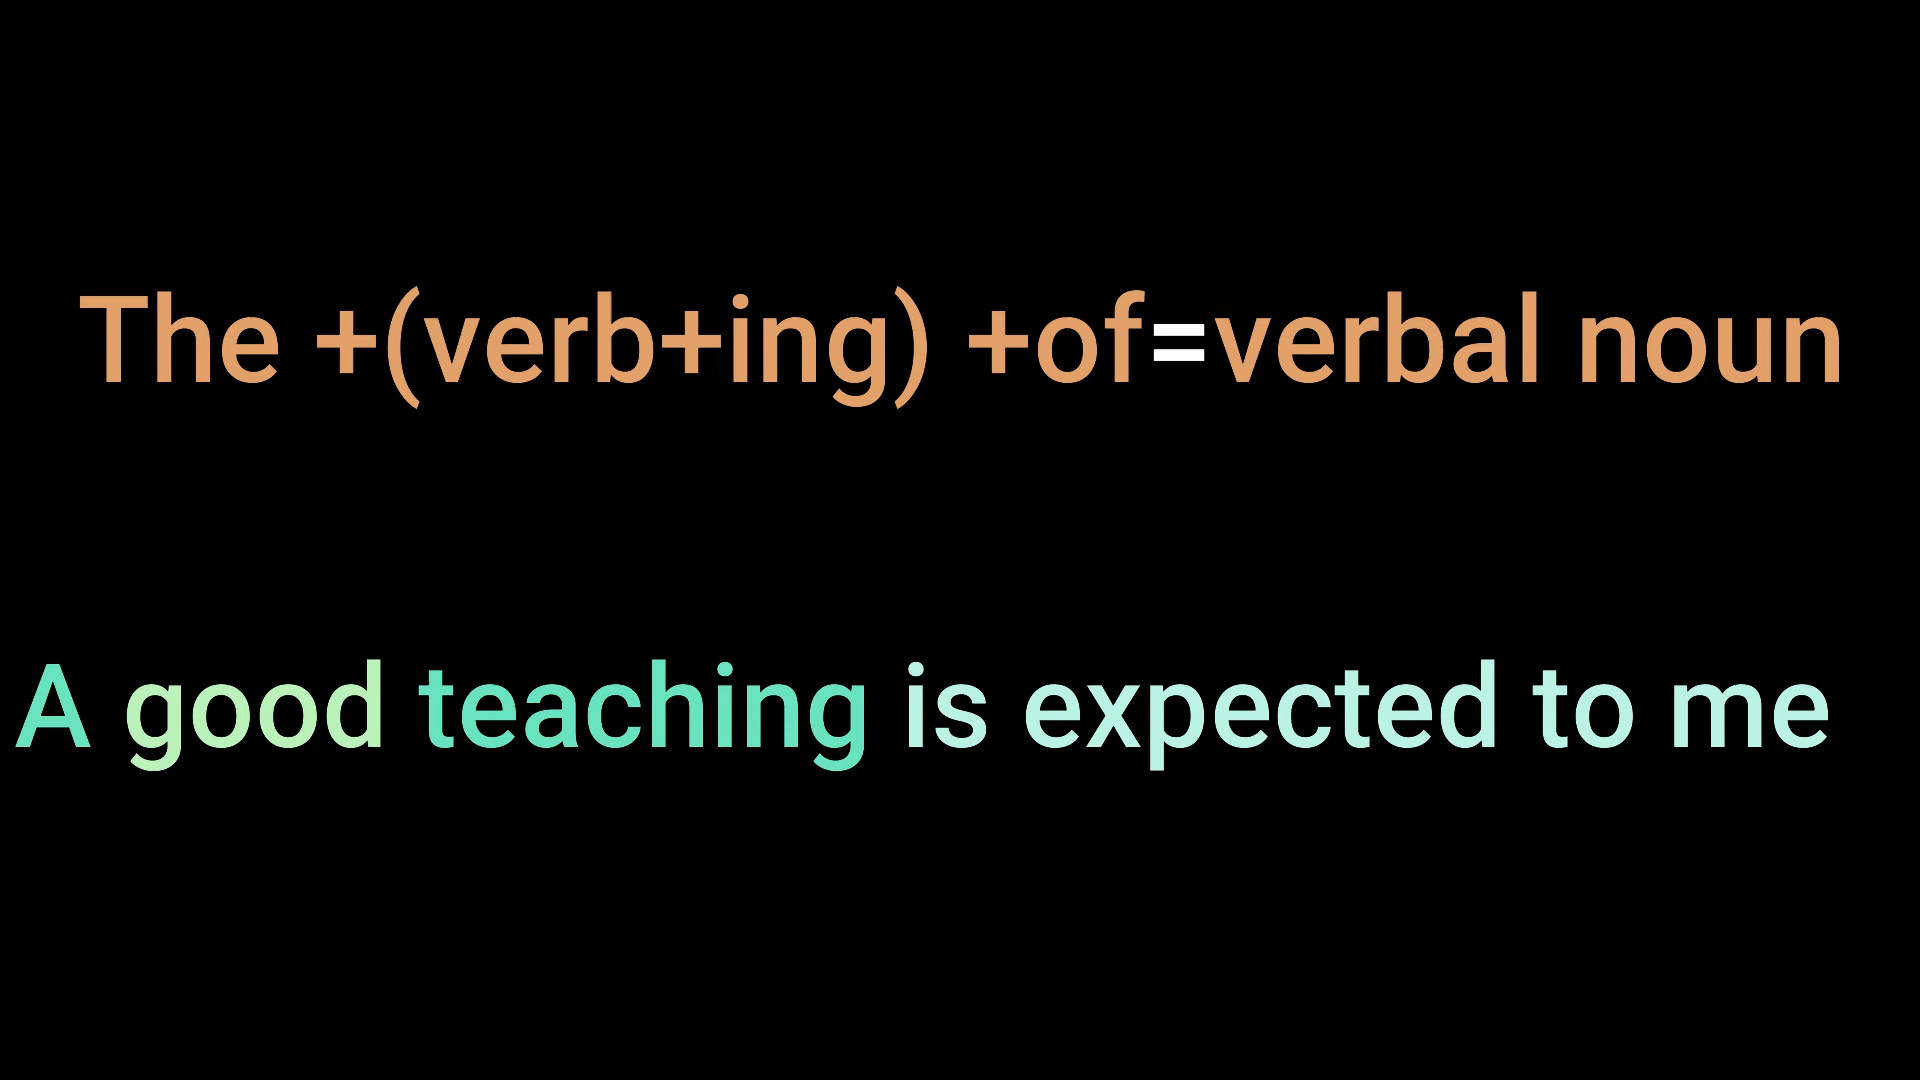 The +(verb+ing) +of=verbal noun
A good teaching is expected to me